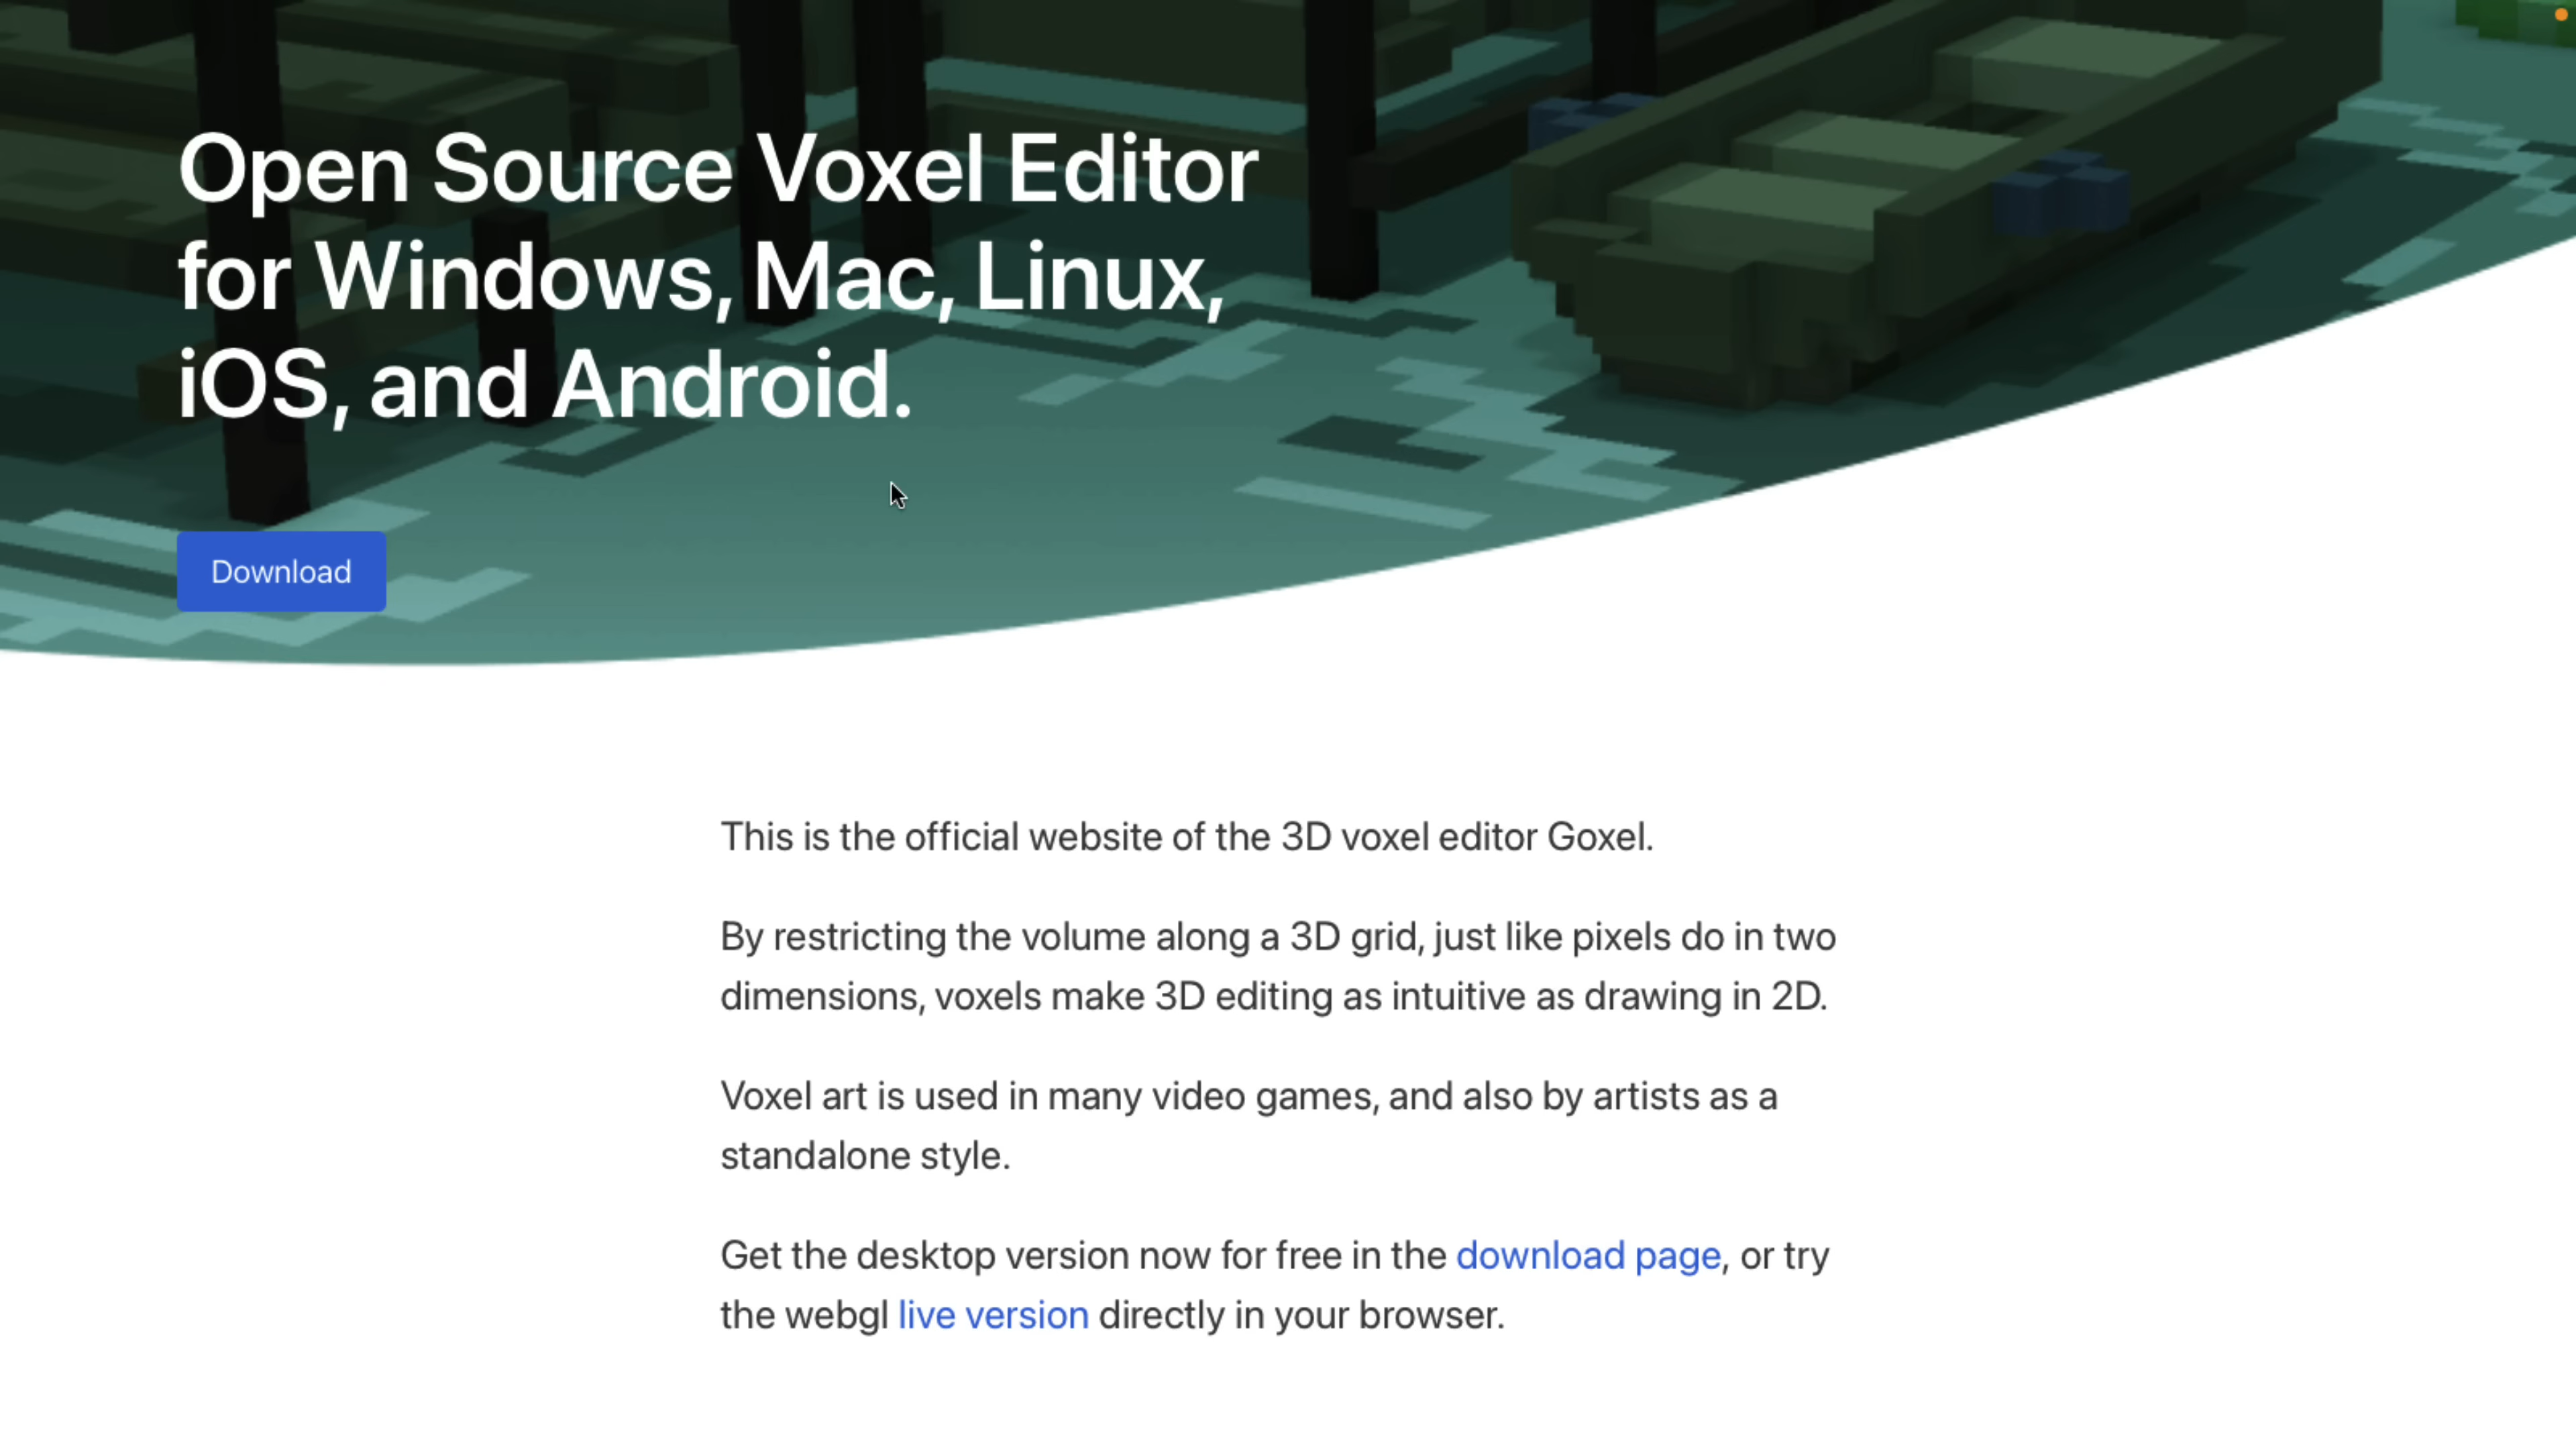 Open Source Voxel Editor
for Windows, Mac, Linux,
iOS, and Android.
Download
This is the official website of the 3D voxel editor Goxel.
By restricting the volume along a 3D grid, just like pixels do in two
dimensions, voxels make 3D editing as intuitive as drawing in 2D.
Voxel art is used in many video games, and also by artists as a
standalone style.
Get the desktop version now for free in the download page, or try
the webgl live version directly in your browser.